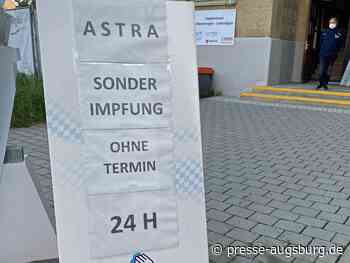 ASTRA
SONDER
IMPFUNG
OHNE
TERMIN
24 H
© presse-augsburg.de